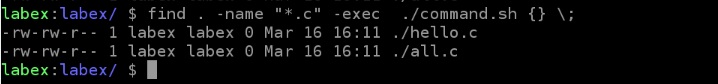 labex:labex/ $ find . -name "*.c" -exec  ./command.sh {} \;
-rw-rw-r-- 1 labex labex 0 Mar 16 16:11 ./hello.c
-rw-rw-r-- 1 labex labex 0 Mar 16 16:11 ./all.c
labex:labex/ $